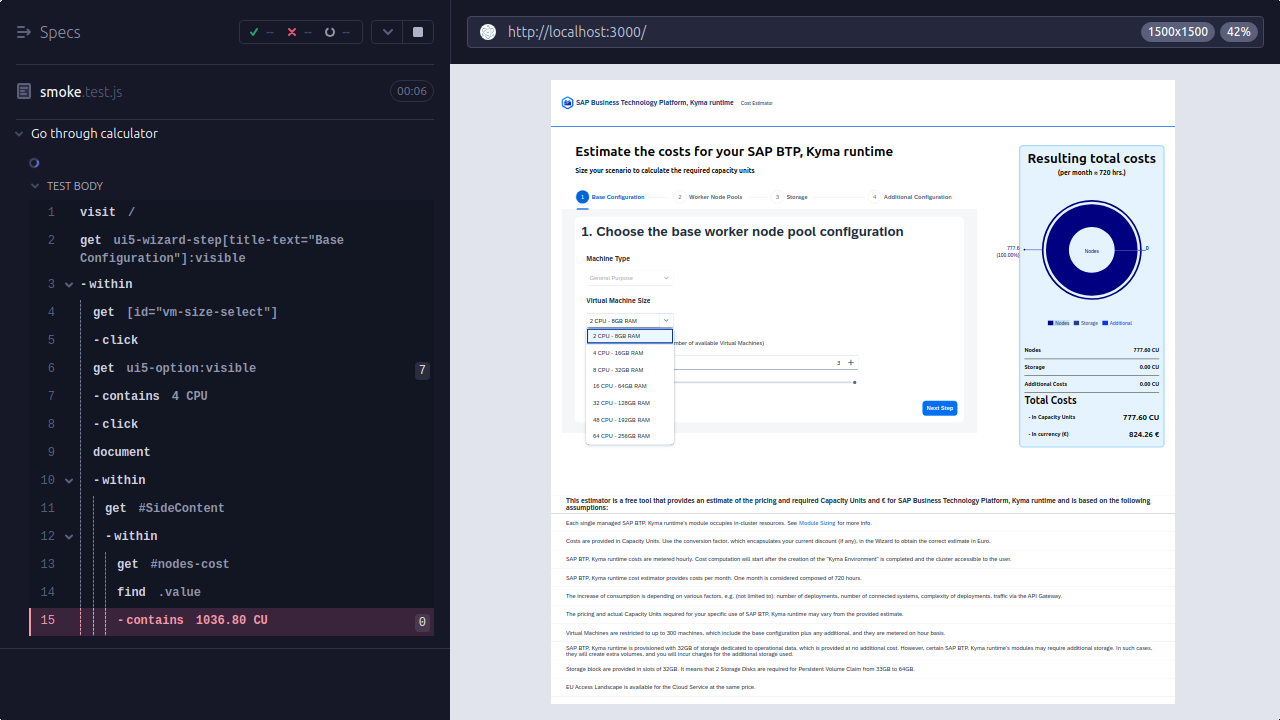 Specs
-- -- --
smoke.test.js
00:06
Go through calculator
TEST BODY
1 visit /
2 get ui5-wizard-step[title-text="Base
Configuration"]:visible
3 -within
4 get [id="vm-size-select"]
5 -click
6 get ui5-option:visible 7
7 -contains 4 CPU
8 -click
9 document
10 -within
11 get #SideContent
12 -within
13 get #nodes-cost
14 find .value
15 -contains 1036.80 CU 0
http://localhost:3000/
1500x1500
42%
SAP Business Technology Platform, Kyma runtime Cost Estimator
Estimate the costs for your SAP BTP, Kyma runtime
Size your scenario to calculate the required capacity units
1 Base Configuration 2 Worker Node Pools 3 Storage 4 Additional Configuration
1. Choose the base worker node pool configuration
Machine Type
General Purpose
Virtual Machine Size
2 CPU - 8GB RAM
2 CPU - 8GB RAM
4 CPU - 16GB RAM
8 CPU - 32GB RAM
16 CPU - 64GB RAM
32 CPU - 128GB RAM
48 CPU - 192GB RAM
64 CPU - 256GB RAM
mber of available Virtual Machines)
3 +
Next Step
Resulting total costs
(per month ≈ 720 hrs.)
777.6
(100.00%)
Nodes
0
Nodes Storage Additional
Nodes 777.60 CU
Storage 0.00 CU
Additional Costs 0.00 CU
Total Costs
- In Capacity Units 777.60 CU
- In currency (€) 824.26 €
This estimator is a free tool that provides an estimate of the pricing and required Capacity Units and € for SAP Business Technology Platform, Kyma runtime and is based on the following
assumptions:
Each single managed SAP BTP, Kyma runtime's module occupies in-cluster resources. See Module Sizing for more info.
Costs are provided in Capacity Units. Use the conversion factor, which encapsulates your current discount (if any), in the Wizard to obtain the correct estimate in Euro.
SAP BTP, Kyma runtime costs are metered hourly. Cost computation will start after the creation of the "Kyma Environment" is completed and the cluster accessible to the user.
SAP BTP, Kyma runtime cost estimator provides costs per month. One month is considered composed of 720 hours.
The increase of consumption is depending on various factors, e.g. (not limited to): number of deployments, number of connected systems, complexity of deployments, traffic via the API Gateway.
The pricing and actual Capacity Units required for your specific use of SAP BTP, Kyma runtime may vary from the provided estimate.
Virtual Machines are restricted to up to 300 machines, which include the base configuration plus any additional, and they are metered on hour basis.
SAP BTP, Kyma runtime is provisioned with 32GB of storage dedicated to operational data, which is provided at no additional cost. However, certain SAP BTP, Kyma runtime's modules may require additional storage. In such cases,
they will create extra volumes, and you will incur charges for the additional storage used.
Storage block are provided in slots of 32GB. It means that 2 Storage Disks are required for Persistent Volume Claim from 33GB to 64GB.
EU Access Landscape is available for the Cloud Service at the same price.